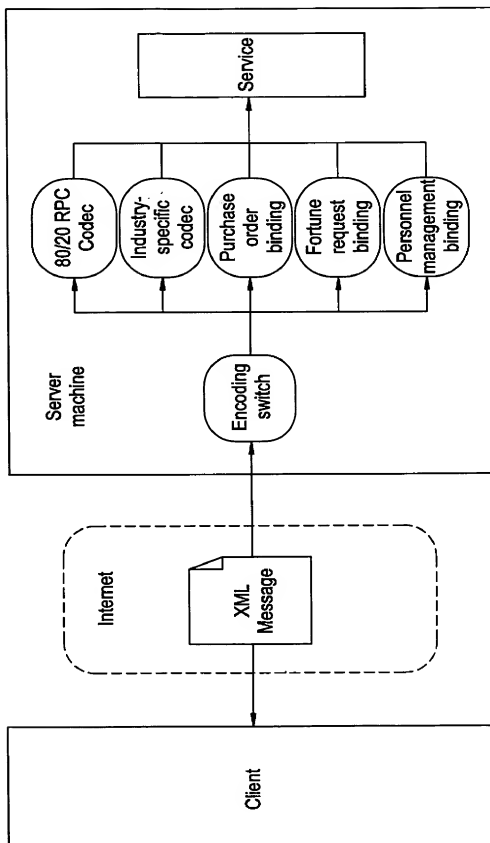 Client
Internet
XML
Message
Server
machine
Encoding
switch
80/20 RPC
Codec
Industry-
specific
codec
Purchase
order
binding
Fortune
request
binding
Personnel
management
binding
Service